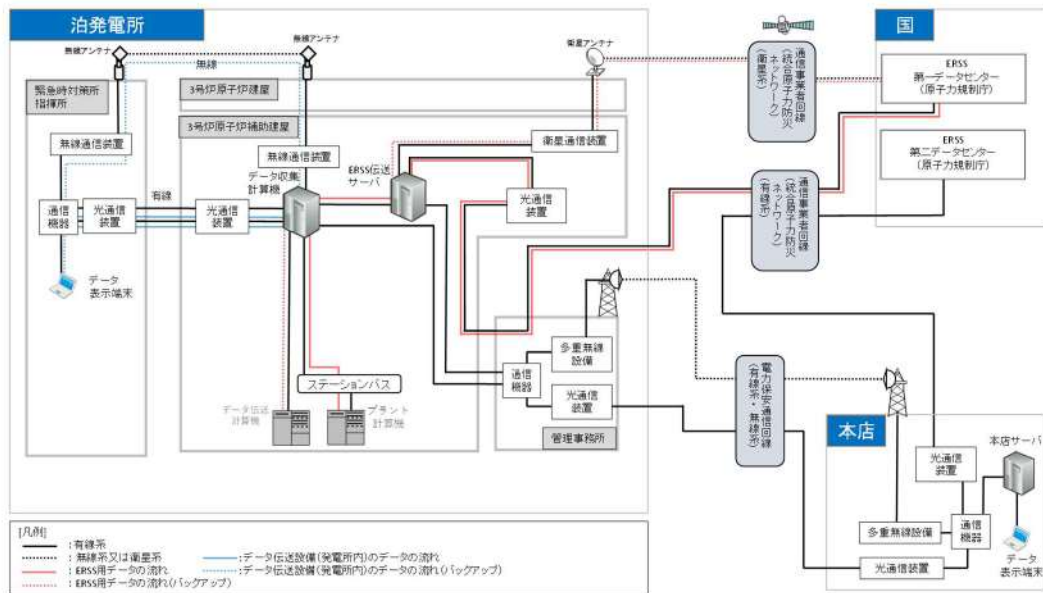 泊発電所
無線アンテナ
無線アンテナ
無線
衛星アンテナ
緊急時対策所
指揮所
3号炉原子炉建屋
3号炉原子炉補助建屋
無線通信装置
無線通信装置
データ収集
計算機
ERSS伝送
サーバ
衛星通信装置
有線
通信
機器
光通信
装置
光通信
装置
光通信
装置
データ
表示端末
ステーションバス
データ伝送
計算機
プラント
計算機
通信
機器
多重無線
設備
光通信
装置
管理事務所
通信事業者回線
(統合原子力防災
ネットワーク)
(衛星系)
通信事業者回線
(統合原子力防災
ネットワーク)
(有線系)
電力保安通信回線
(有線系・無線系)
国
ERSS
第一データセンター
(原子力規制庁)
ERSS
第二データセンター
(原子力規制庁)
本店
本店サーバ
光通信
装置
多重無線設備
通信
機器
光通信装置
データ
表示端末
[凡例]
:有線系
:無線系又は衛星系
:ERSS用データの流れ
:ERSS用データの流れ(バックアップ)
:データ伝送設備(発電所内)のデータの流れ
:データ伝送設備(発電所内)のデータの流れ(バックアップ)